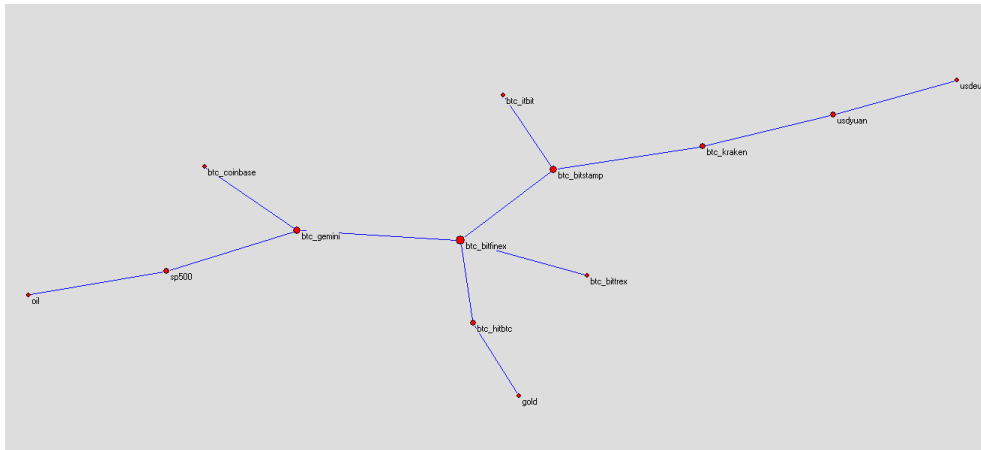 usdeu
btc_itbit
usdyuan
btc_kraken
btc_coinbase
btc_bitstamp
btc_gemini
btc_bitfinex
sp500
btc_bittrex
oil
btc_hitbtc
gold